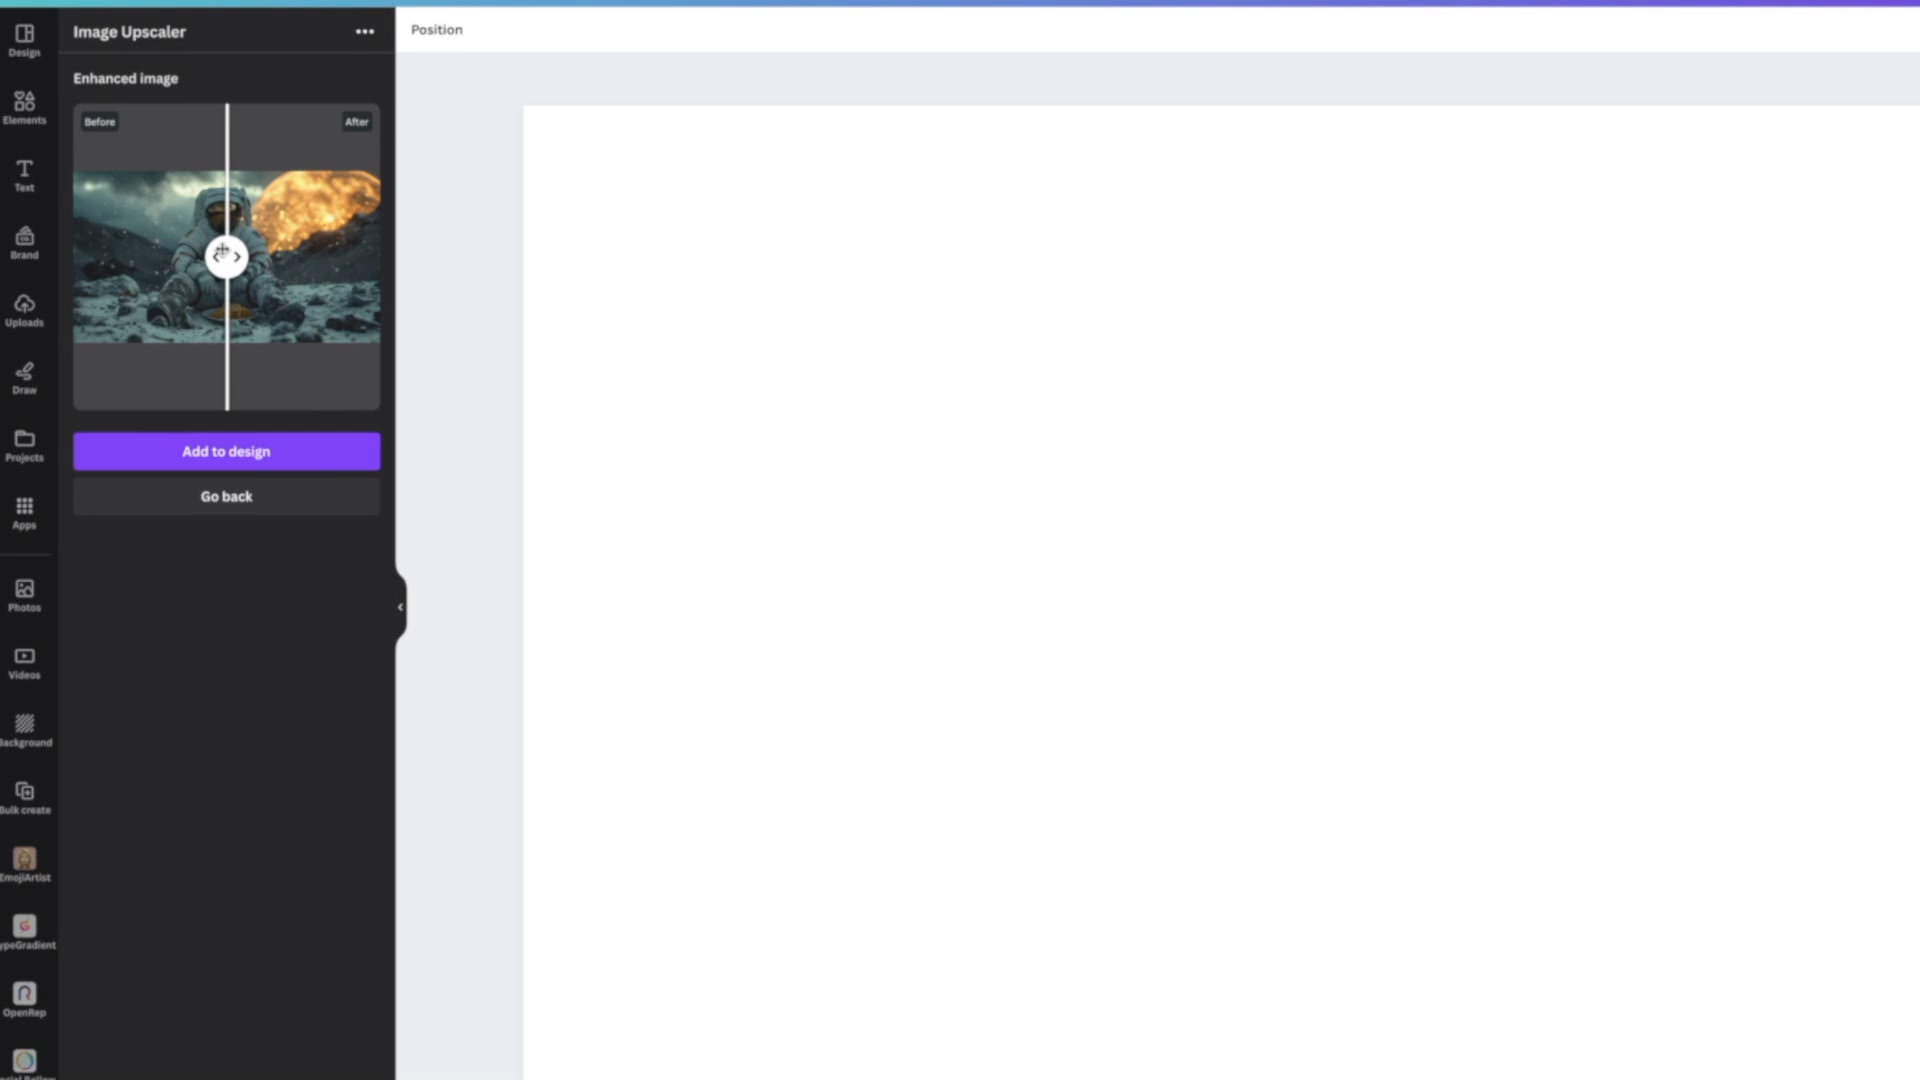 Image Upscaler
Position
Design
Enhanced image
Before
After
Elements
Text
Brand
Uploads
Draw
Add to design
Projects
Go back
Apps
Photos
Videos
Background
Bulk create
EmojiArtist
ypeGradient
OpenRep